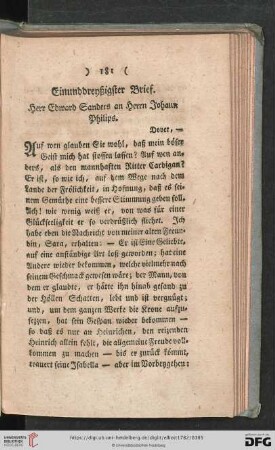 ) 181 (
Einunddreyßigster Brief.
Herr Edward Sanders an Herrn Johann
Philips.
Dover, —
Auf wen glauben Sie wohl, daß mein böser
Geist mich hat stossen lassen? Auf wen an-
ders, als den mannhaften Ritter Cardigan?
Er ist, so wie ich, auf dem Wege nach dem
Lande der Frölichkeit, in Hofnung, daß es sei-
nem Gemüthe eine bessere Stimmung geben soll.
Ach! wie wenig weiß er, von was für einer
Glückseeligkeit er so verdrüßlich fliehet. Ich
habe eben die Nachricht von meiner alten Freun-
din, Sara, erhalten: — Er ist Eine Geliebte,
auf eine anständige Art loß geworden; hat eine
Andere wieder bekommen, welche vielmehr nach
seinem Geschmack gewesen wäre; der Mann, von
dem er glaubte, er hätte ihn hinab gesand zu
der Höllen Schatten, lebt und ist vergnügt;
und, um dem ganzen Werke die Krone aufzu-
setzen, hat sein Gespan wieder bekommen —
so daß es nur an Heinrichen, den reizenden
Heinrich allein fehlt, die allgemeine Freude voll-
kommen zu machen — bis er zurück kömmt,
trauert seine Isabella — aber im Vorbeygehen:
https://digi.ub.uni-heidelberg.de/diglit/
© Universitätsbibliothek Heidelberg